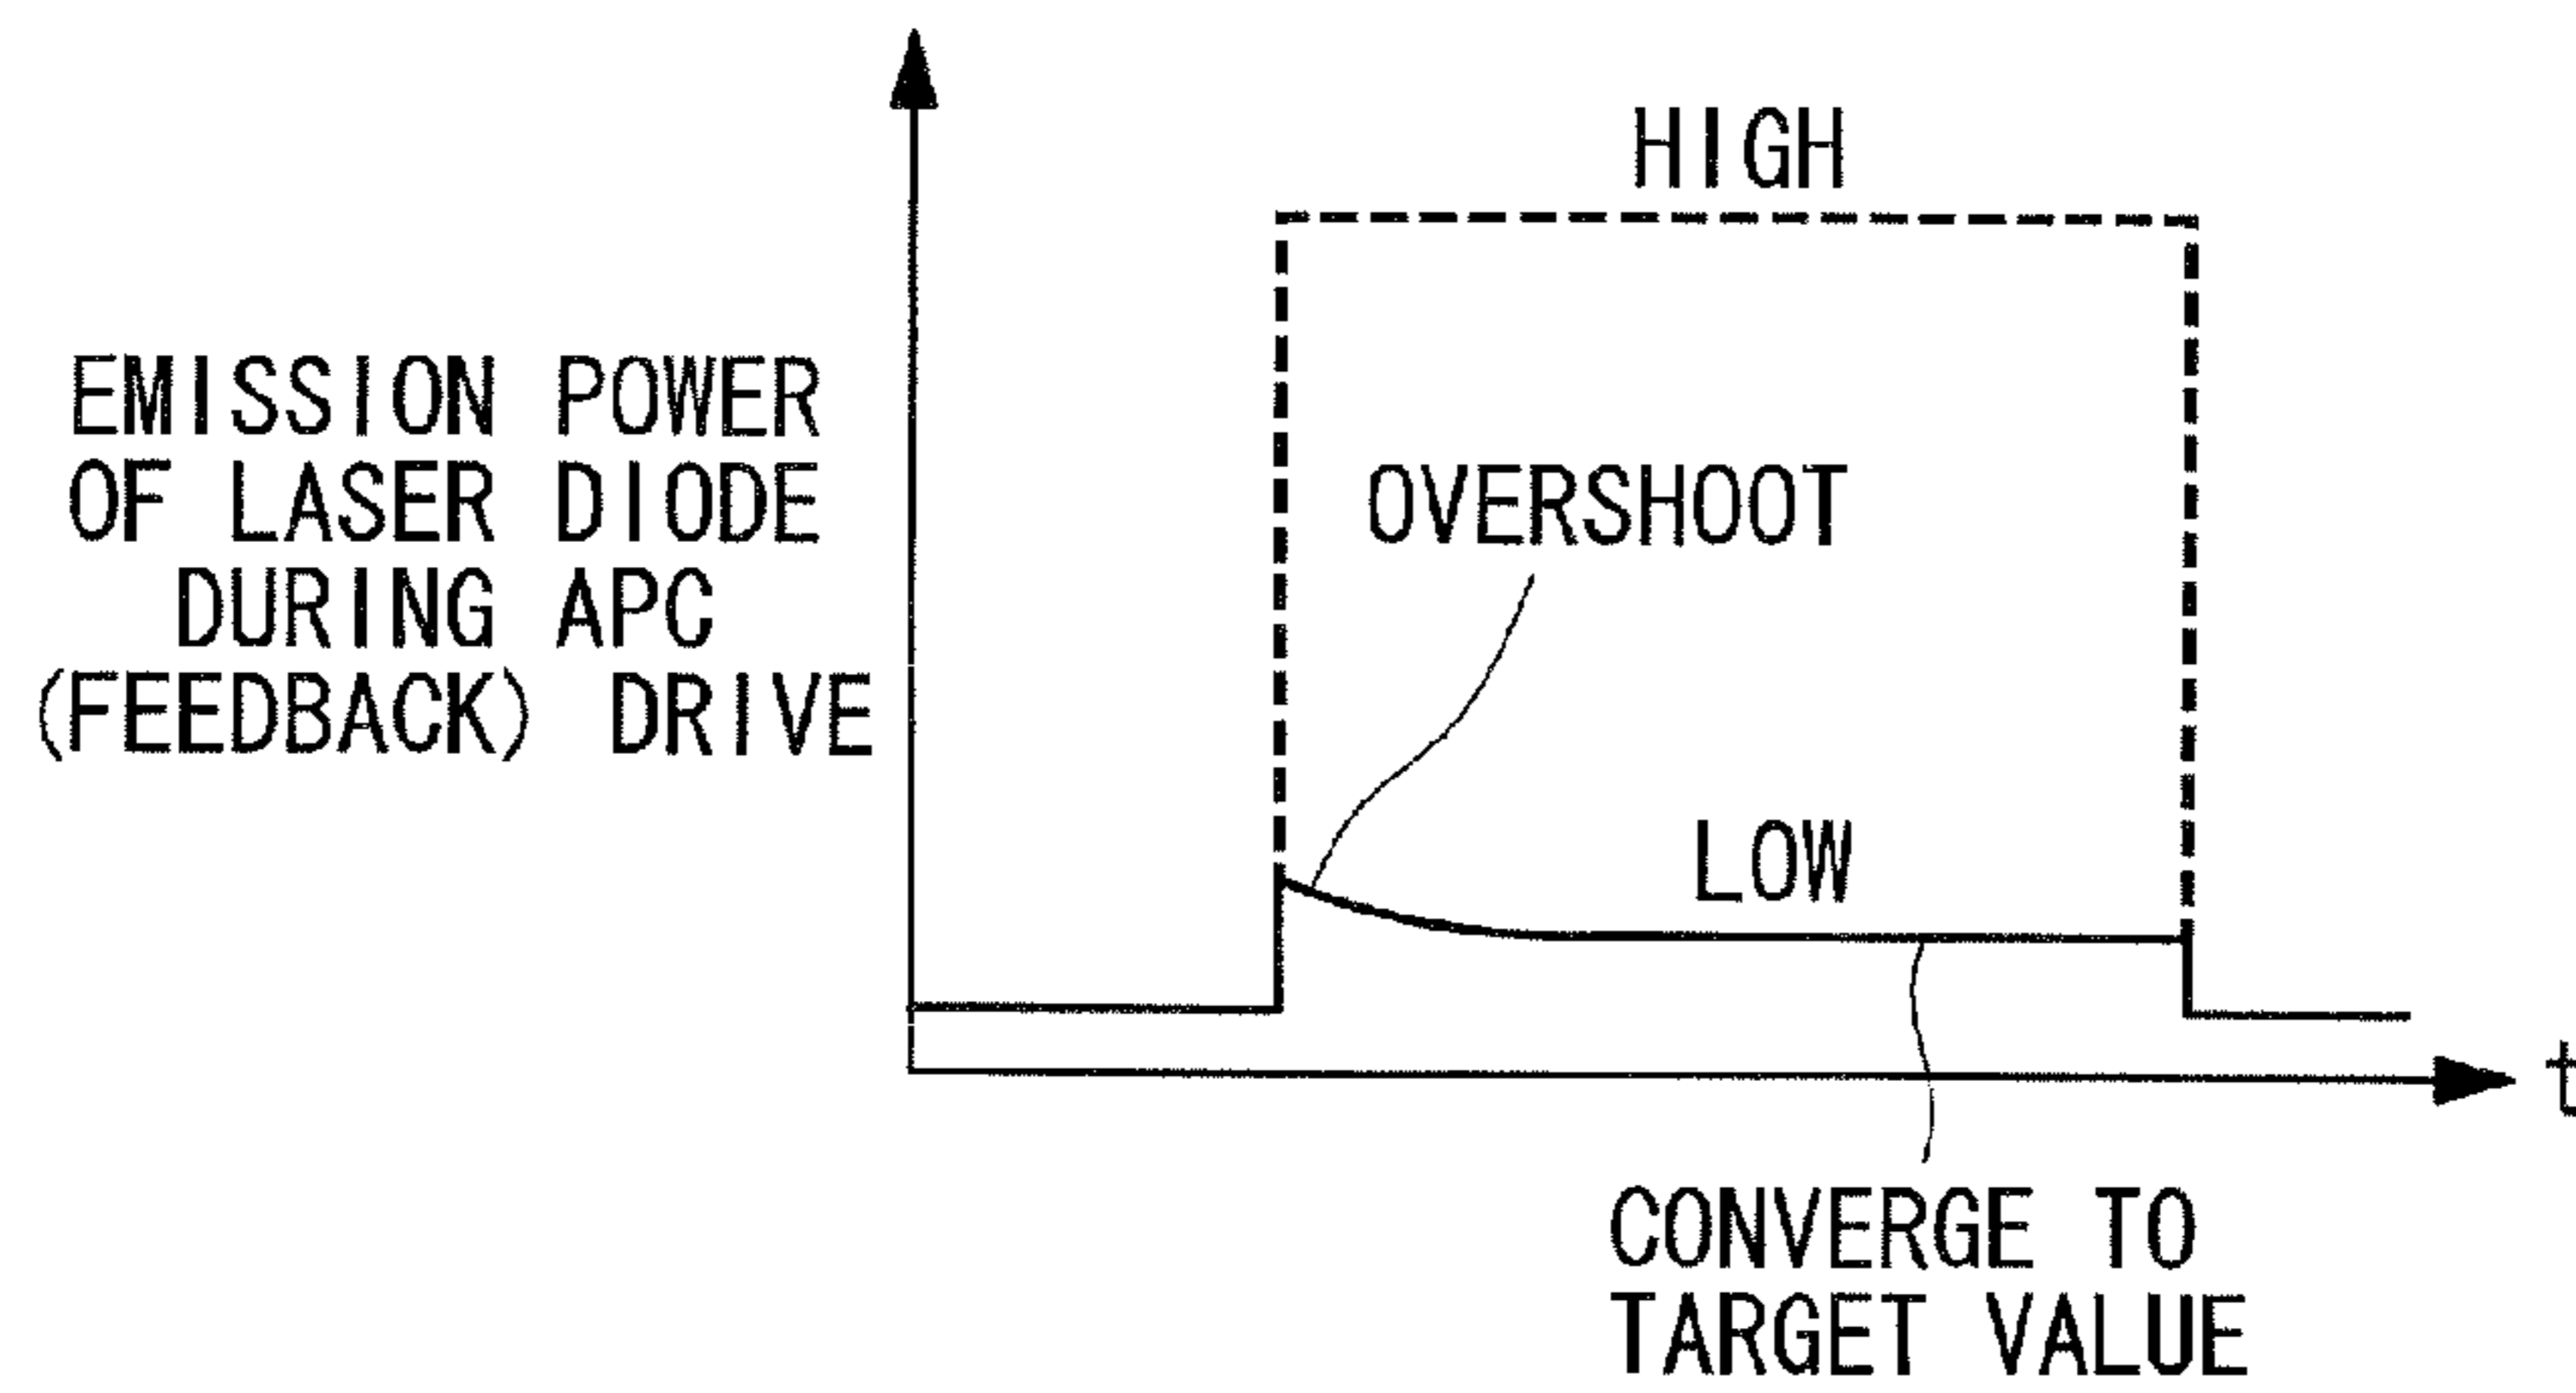 HIGH
EMISSION POWER
OF LASER DIODE
DURING APC
(FEEDBACK) DRIVE
OVERSHOOT
LOW
t
CONVERGE TO
TARGET VALUE